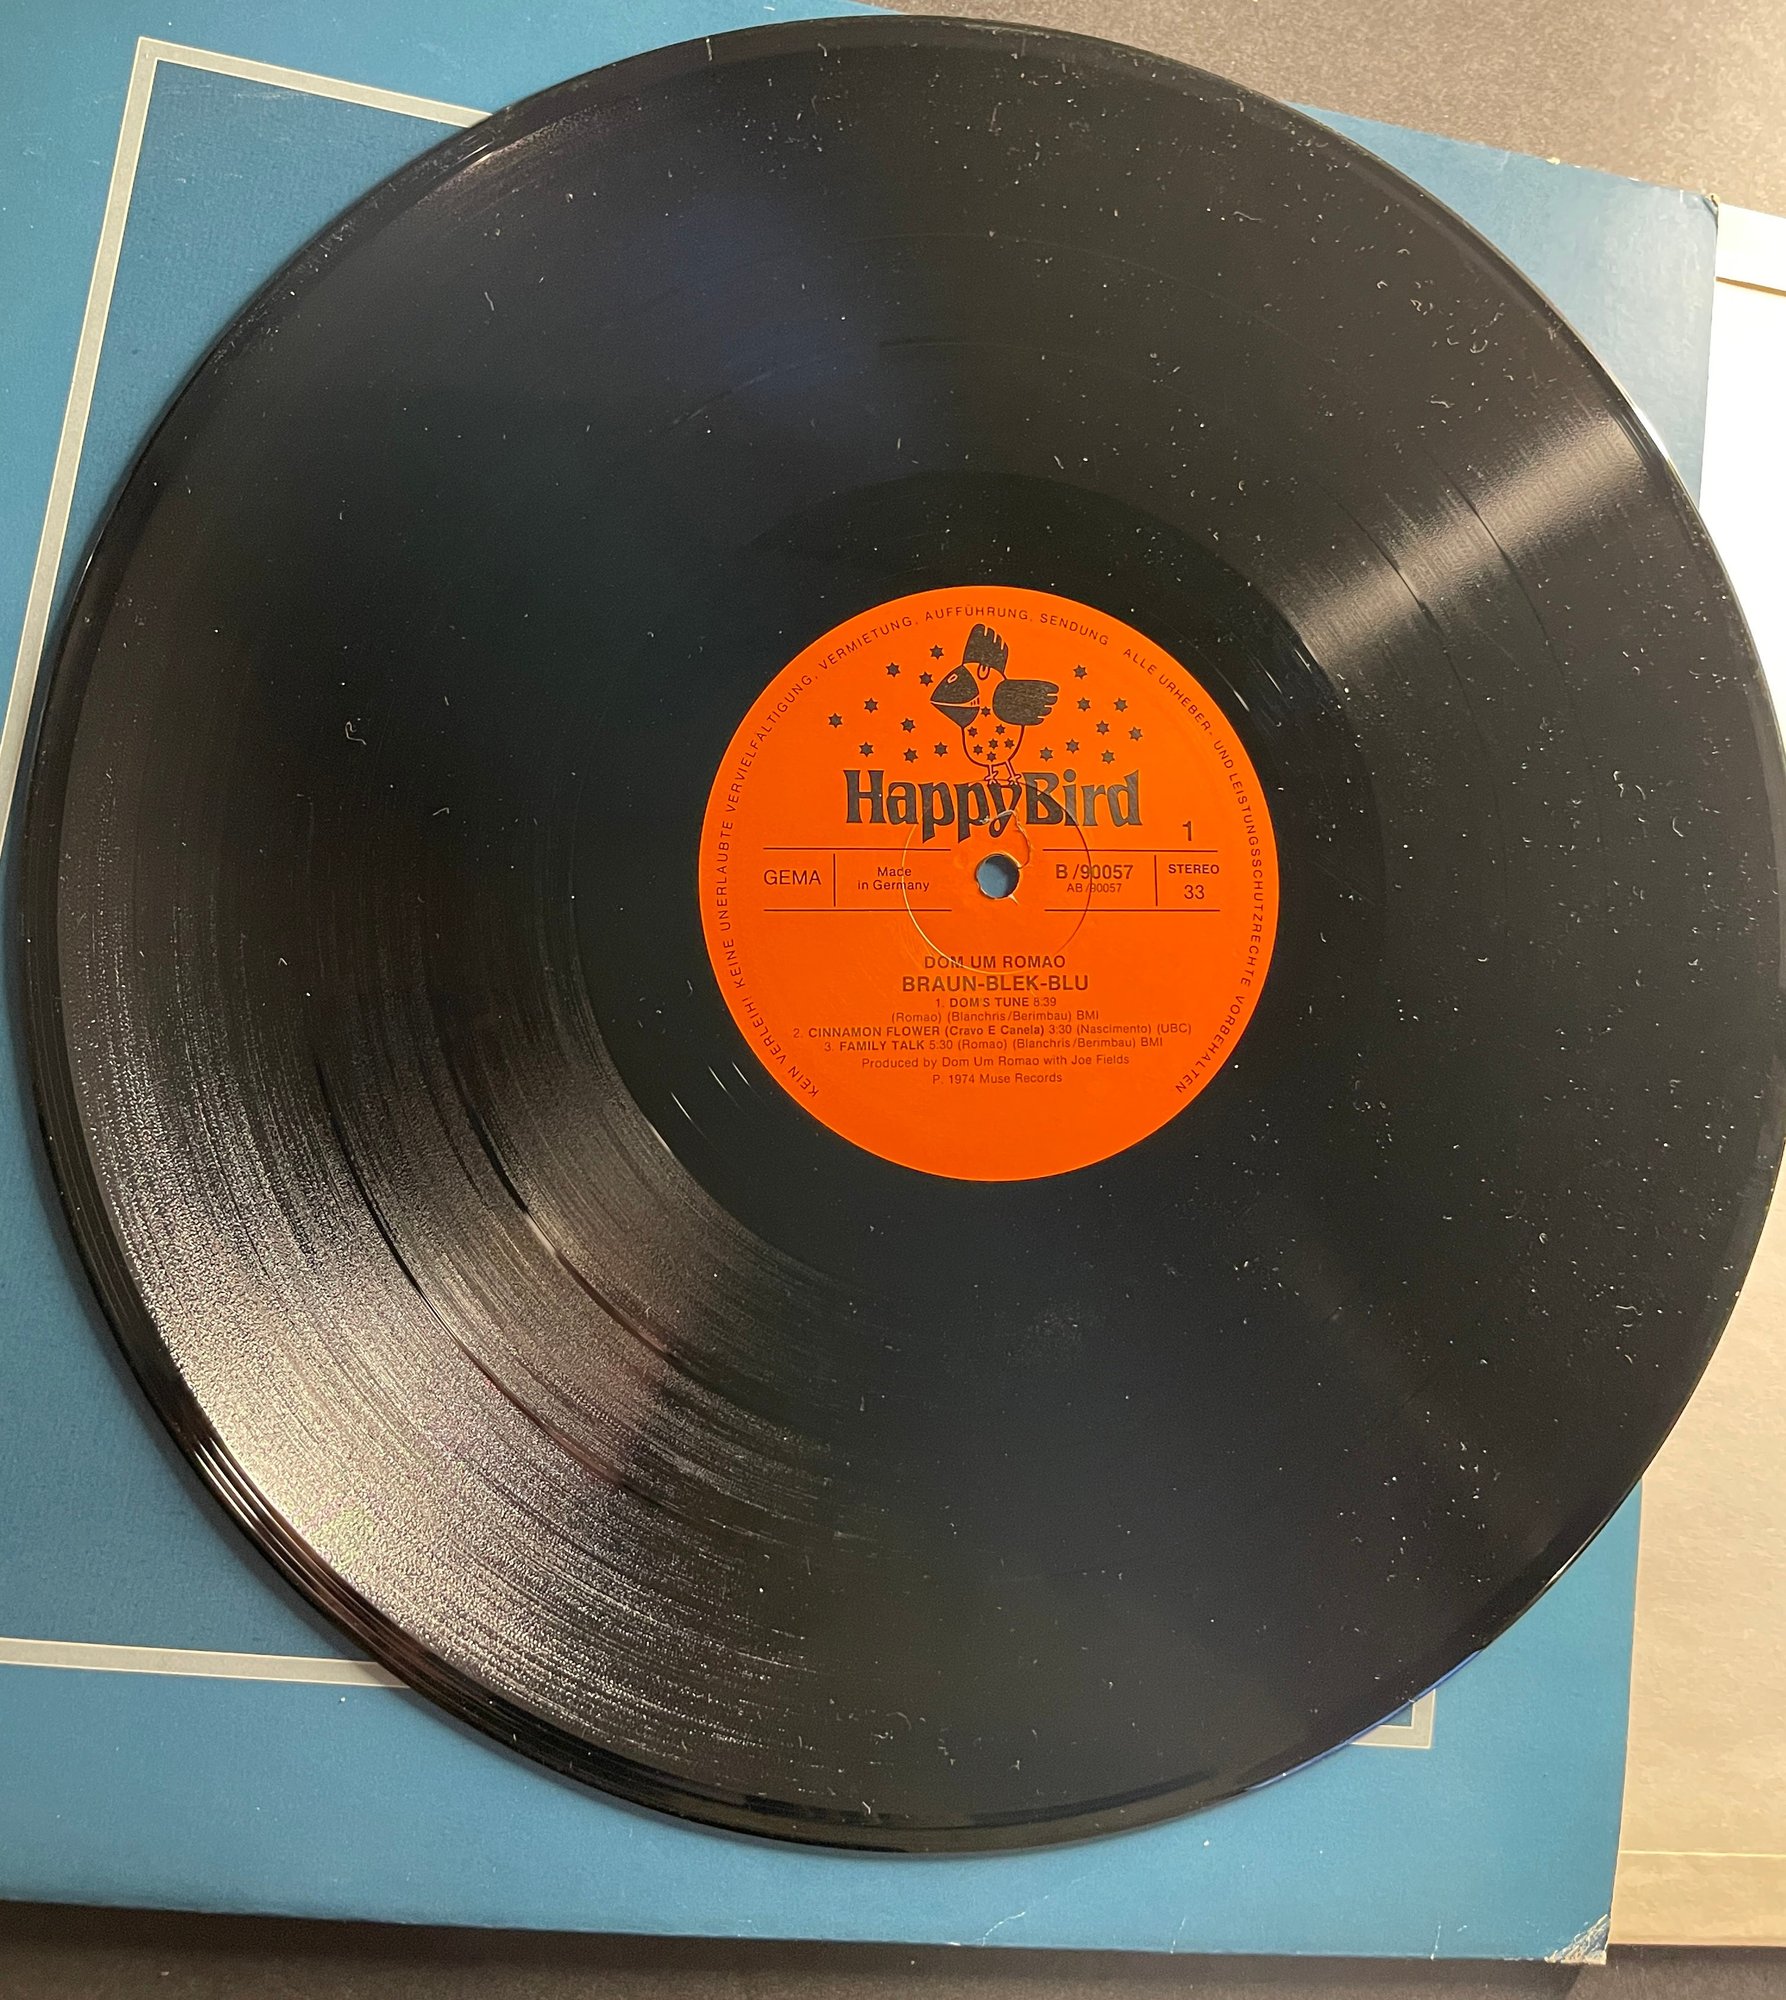 KEIN VERLEIH! KEINE UNERLAUBTE VERVIELFÄLTIGUNG, VERMIETUNG, AUFFÜHRUNG, SENDUNG ALLE URHEBER- UND LEISTUNGSSCHUTZRECHTE VORBEHALTEN
HappyBird
1
GEMA
Made
in Germany
B/90057
AB/90057
STEREO
33
DOM UM ROMAO
BRAUN-BLEK-BLU
1. DOM'S TUNE 8:39
(Romao) (Blanchris/Berimbau) BMI
2. CINNAMON FLOWER (Cravo E Canela) 3:30 (Nascimento) (UBC)
3. FAMILY TALK 5:30 (Romao) (Blanchris/Berimbau) BMI
Produced by Dom Um Romao with Joe Fields
P. 1974 Muse Records